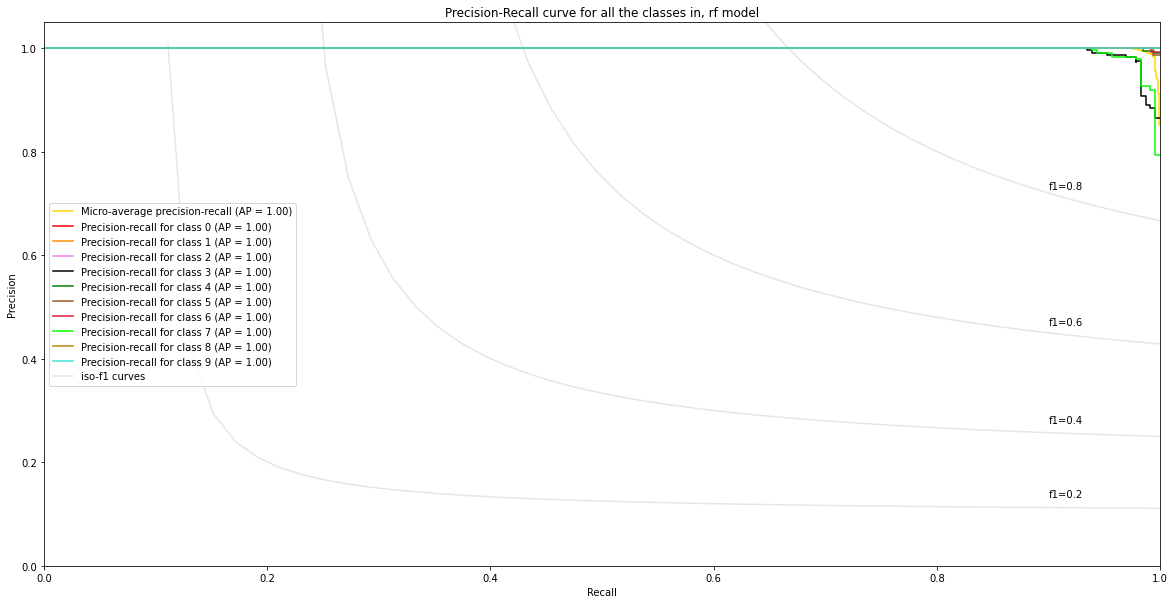 Precision-Recall curve for all the classes in, rf model
1.0
0.8
0.6
0.4
0.2
0.0
Precision
f1=0.8
f1=0.6
f1=0.4
f1=0.2
Micro-average precision-recall (AP = 1.00)
Precision-recall for class 0 (AP = 1.00)
Precision-recall for class 1 (AP = 1.00)
Precision-recall for class 2 (AP = 1.00)
Precision-recall for class 3 (AP = 1.00)
Precision-recall for class 4 (AP = 1.00)
Precision-recall for class 5 (AP = 1.00)
Precision-recall for class 6 (AP = 1.00)
Precision-recall for class 7 (AP = 1.00)
Precision-recall for class 8 (AP = 1.00)
Precision-recall for class 9 (AP = 1.00)
iso-f1 curves
0.0 0.2 0.4 0.6 0.8 1.0
Recall